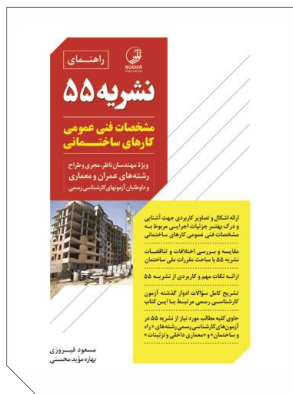 راهنمای
NOAVAR
نشریه ۵۵
مشخصات فنی عمومی
کارهای ساختمانی
ویژه مهندسان ناظر، مجری و طراح
رشته‌های عمران و معماری
و داوطلبان آزمونهای کارشناسی رسمی
ارائه اشکال و تصاویر کاربردی جهت آشنایی
و درک بهتر جزئیات اجرایی مربوط به
مشخصات فنی عمومی کارهای ساختمانی
مقایسه و بررسی اختلافات و تناقضات
نشریه ۵۵ با مباحث مقررات ملی ساختمان
ارائه نکات مهم و کاربردی از نشریه ۵۵
تشریح کامل سؤالات ادوار گذشته آزمون
کارشناسی رسمی مرتبط با این کتاب
حاوی کلیه مطالب مورد نیاز از نشریه ۵۵ در
آزمون‌های کارشناسی رسمی رشته‌های «راه
و ساختمان» و «معماری داخلی و تزئینات»
مسعود فیروزی
بهاره مؤید محسنی